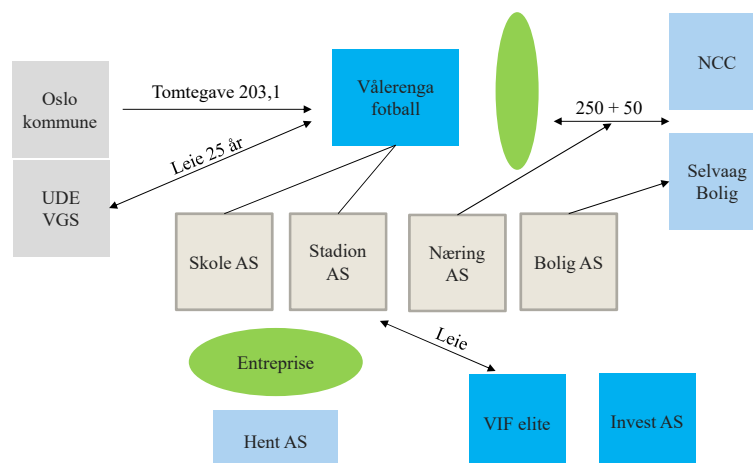 Oslo
kommune
Tomtegave 203,1
Vålerenga
fotball
250 + 50
NCC
Leie 25 år
UDE
VGS
Selvaag
Bolig
Skole AS
Stadion
AS
Næring
AS
Bolig AS
Entreprise
Leie
Hent AS
VIF elite
Invest AS